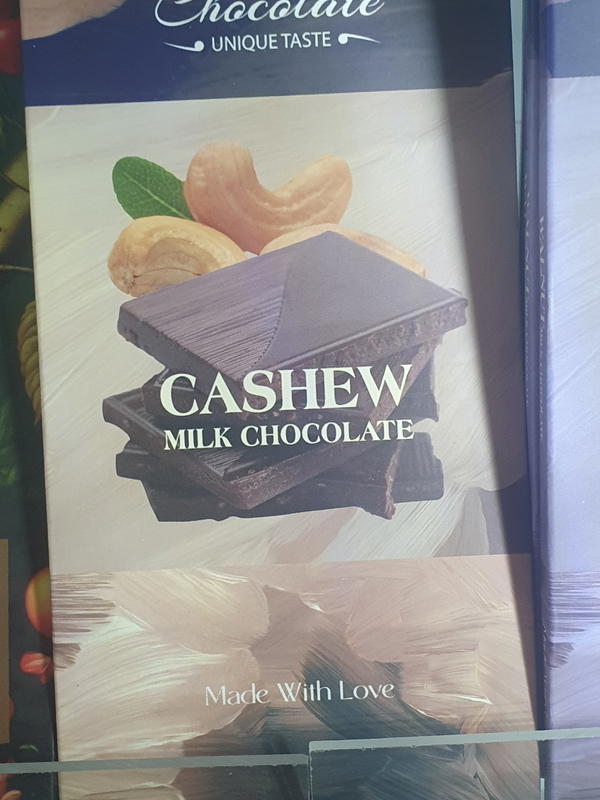 Chocolate
UNIQUE TASTE
CASHEW
MILK CHOCOLATE
Made With Love